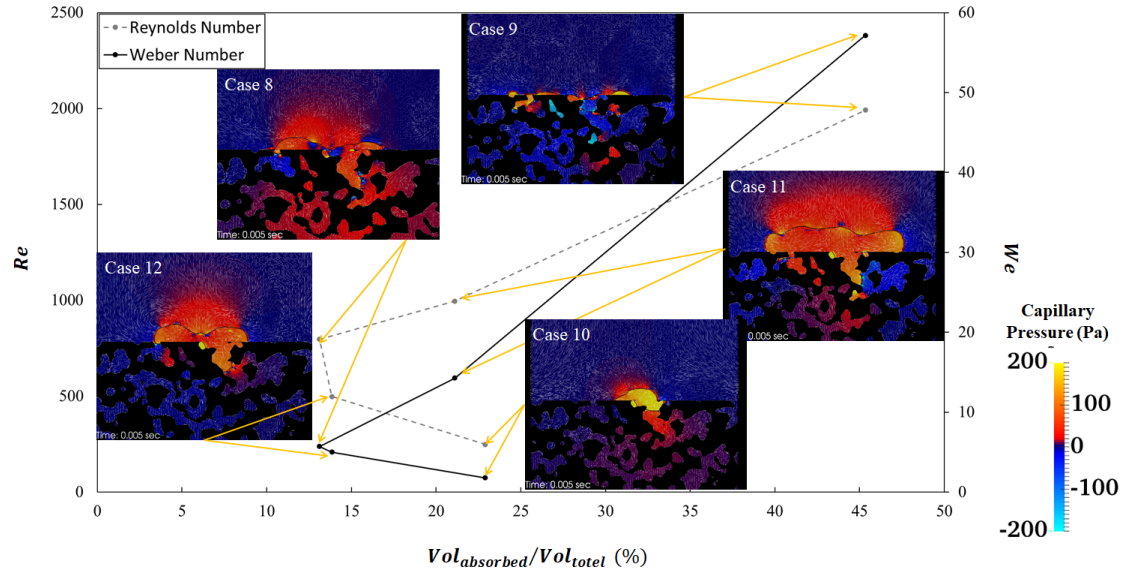 Reynolds Number
Weber Number
2500
2000
1500
1000
500
0
Re
60
50
40
30
20
10
0
We
0 5 10 15 20 25 30 35 40 45 50
Vol_absorbed/Vol_totel (%)
Case 8
Time: 0.005 sec
Case 9
Time: 0.005 sec
Case 11
0.005 sec
Case 12
Time: 0.005 sec
Case 10
Time: 0.005 sec
Capillary
Pressure (Pa)
200
100
0
-100
-200